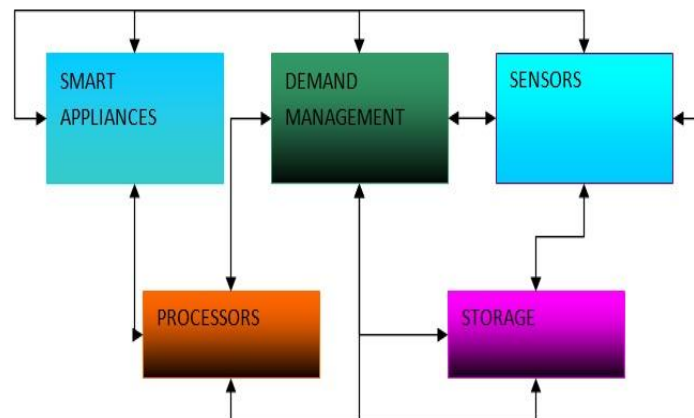 SMART
APPLIANCES
DEMAND
MANAGEMENT
SENSORS
PROCESSORS
STORAGE